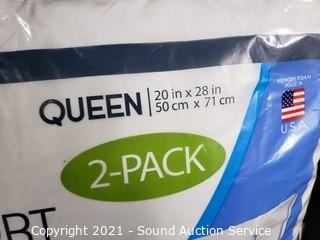 QUEEN
20 in x 28 in
50 cm x 71 cm
MEMORY FOAM
MADE IN
U.S.A
2-PACK
Copyright 2021 - Sound Auction Service